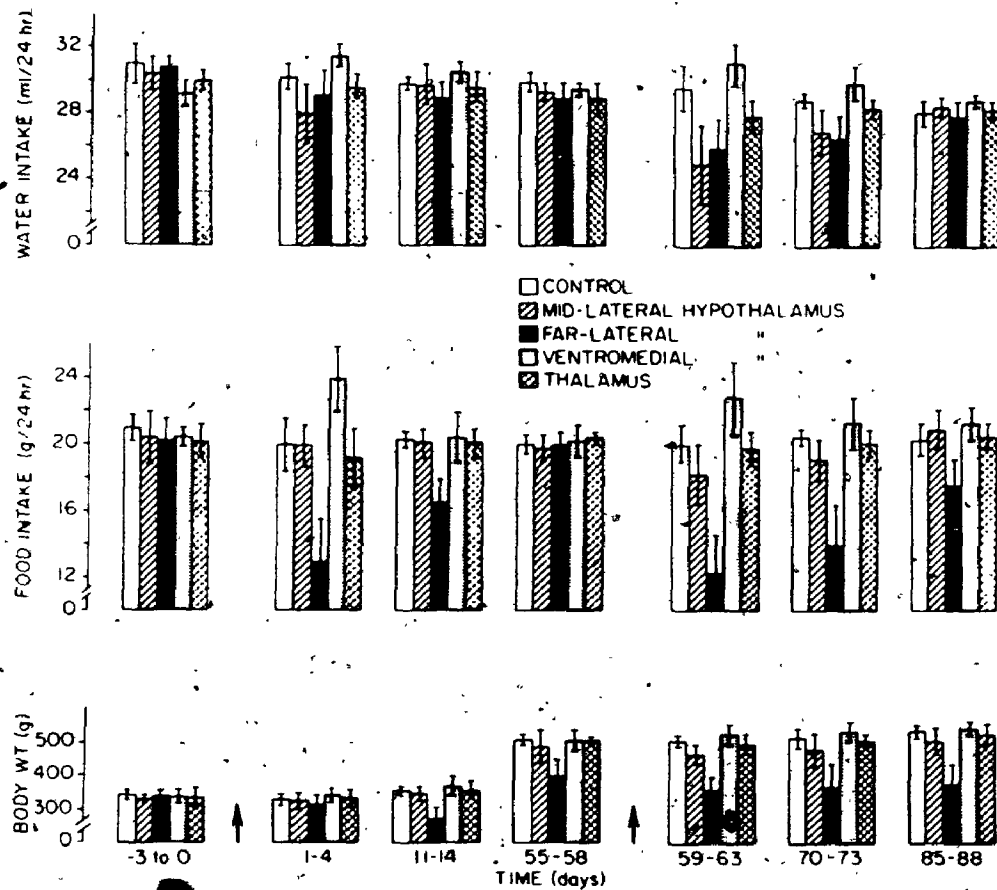 WATER INTAKE (ml/24 hr)
32
28
24
0
CONTROL
MID-LATERAL HYPOTHALAMUS
FAR-LATERAL "
VENTROMEDIAL "
THALAMUS
FOOD INTAKE (g/24 hr)
24
20
16
12
0
BODY WT (g)
500
400
300
0
-3 to 0 1-4 11-14 55-58 59-63 70-73 85-88
TIME (days)